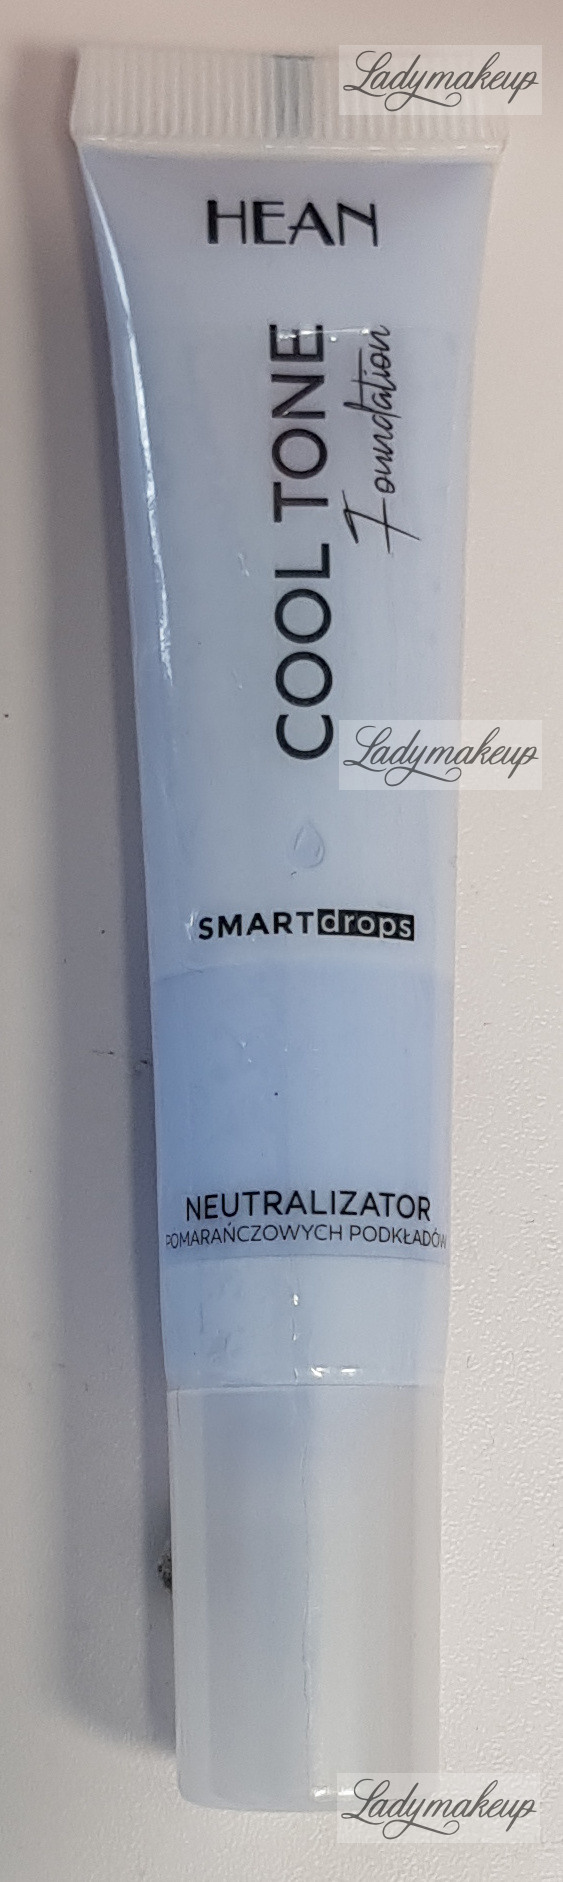 Ladymakeup
HEAN
COOL TONE
Foundation
Ladymakeup
SMARTdrops
NEUTRALIZATOR
POMARAŃCZOWYCH PODKŁADÓW
Ladymakeup